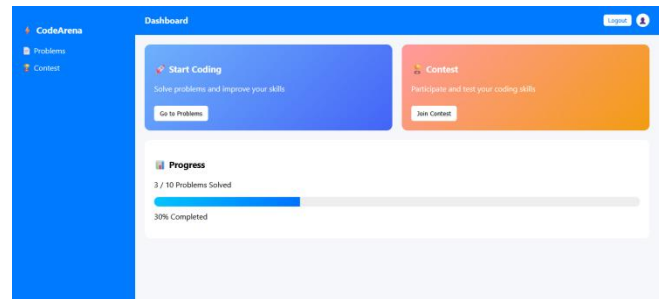 CodeArena
Problems
Contest
Dashboard
Logout
Start Coding
Solve problems and improve your skills
Go to Problems
Contest
Participate and test your coding skills
Join Contest
Progress
3 / 10 Problems Solved
30% Completed